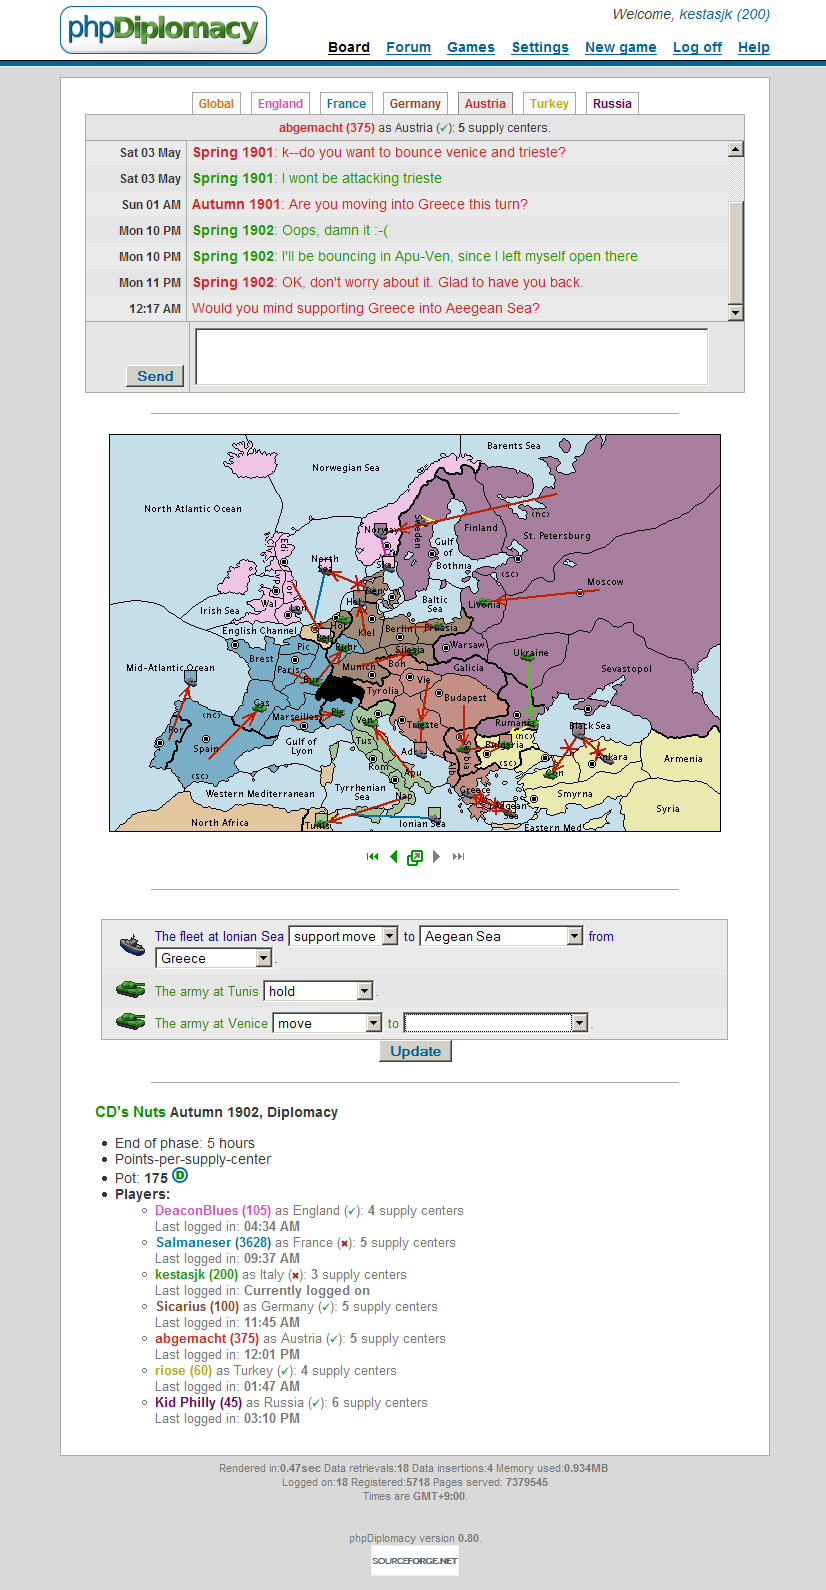 phpDiplomacy
Welcome, kestasjk (200)
Board Forum Games Settings New game Log off Help
Global England France Germany Austria Turkey Russia
abgemacht (375) as Austria (✓): 5 supply centers.
Sat 03 May Spring 1901: k--do you want to bounce venice and trieste?
Sat 03 May Spring 1901: I wont be attacking trieste
Sun 01 AM Autumn 1901: Are you moving into Greece this turn?
Mon 10 PM Spring 1902: Oops, damn it :-(
Mon 10 PM Spring 1902: I'll be bouncing in Apu-Ven, since I left myself open there
Mon 11 PM Spring 1902: OK, don't worry about it. Glad to have you back.
12:17 AM Would you mind supporting Greece into Aeegean Sea?
Send
Barents Sea
Norwegian Sea
North Atlantic Ocean
(nc)
Norway
Sweden
Finland
St. Petersburg
Edi
Gulf
of
Bothnia
North
Sea
Ska
(sc)
Moscow
Den
Baltic
Sea
Livonia
Wal
Lon
Hel
Irish Sea
English Channel
Hol
Kiel
Berlin
Prussia
Bel
Pic
Ruhr
Warsaw
Ukraine
Brest
Paris
Munich
Silesia
Boh
Galicia
Sevastopol
Mid-Atlantic Ocean
Bur
Tyrolia
Vie
Budapest
Gas
Marseilles
Pie
Ven
Trieste
Rumania
Black Sea
(nc)
Por
Spain
Gulf of
Lyon
Tus
Adr
Serbia
Bulgaria
(nc)
(sc)
Con
Ankara
Armenia
Rom
Apu
Alb
(sc)
Western Mediterranean
Tyrrhenian
Sea
Nap
Greece
Aegean
Sea
Smyrna
Syria
North Africa
Tunis
Ionian Sea
Eastern Med
The fleet at Ionian Sea support move to Aegean Sea from
Greece .
The army at Tunis hold .
The army at Venice move to .
Update
CD's Nuts Autumn 1902, Diplomacy
End of phase: 5 hours
Points-per-supply-center
Pot: 175 D
Players:
DeaconBlues (105) as England (✓): 4 supply centers
Last logged in: 04:34 AM
Salmaneser (3628) as France (✖): 5 supply centers
Last logged in: 09:37 AM
kestasjk (200) as Italy (✖): 3 supply centers
Last logged in: Currently logged on
Sicarius (100) as Germany (✓): 5 supply centers
Last logged in: 11:45 AM
abgemacht (375) as Austria (✓): 5 supply centers
Last logged in: 12:01 PM
riose (60) as Turkey (✓): 4 supply centers
Last logged in: 01:47 AM
Kid Philly (45) as Russia (✓): 6 supply centers
Last logged in: 03:10 PM
Rendered in:0.47sec Data retrievals:18 Data insertions:4 Memory used:0.934MB
Logged on:18 Registered:5718 Pages served: 7379545
Times are GMT+9:00.
phpDiplomacy version 0.80.
SOURCEFORGE.NET